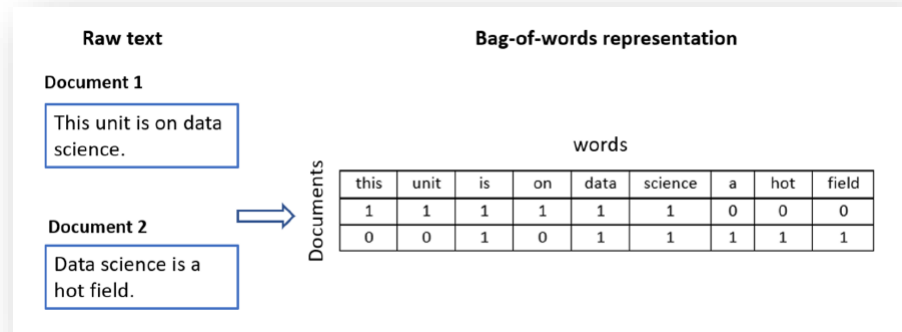 Raw text
Bag-of-words representation
Document 1
This unit is on data
science.
Document 2
Data science is a
hot field.
words
Documents
this unit is on data science a hot field
1 1 1 1 1 1 0 0 0
0 0 1 0 1 1 1 1 1